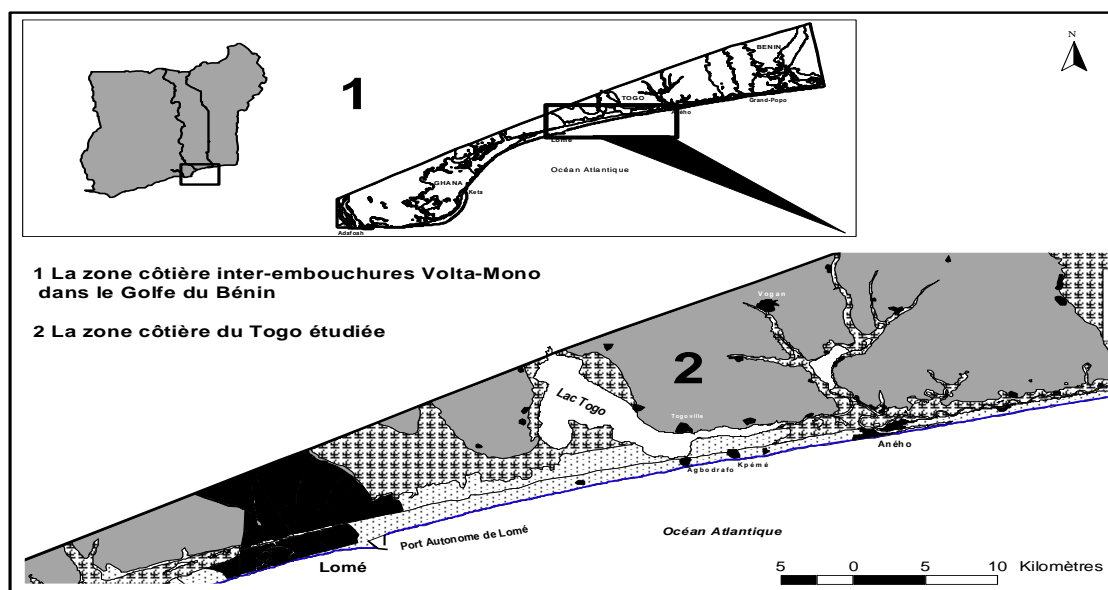 N
1
BENIN
TOGO
Grand-Popo
Lomé
Océan Atlantique
GHANA
Keta
Adafoah
1 La zone côtière inter-embouchures Volta-Mono
dans le Golfe du Bénin
2 La zone côtière du Togo étudiée
Vogan
2
Lac Togo
Togoville
Aného
Kpémé
Agbodrafo
Port Autonome de Lomé
Océan Atlantique
Lomé
5 0 5 10 Kilomètres